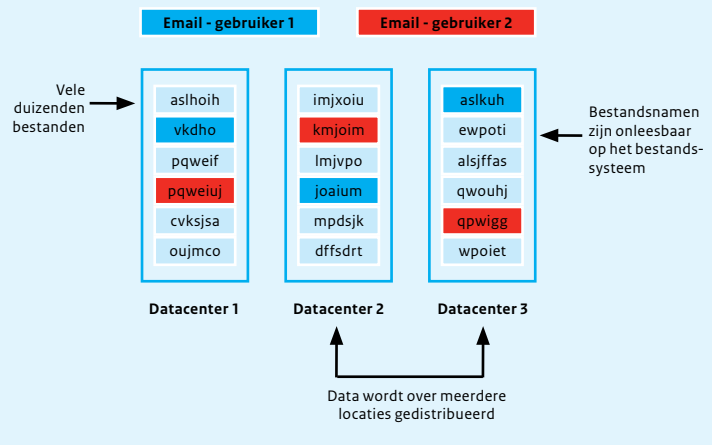 Email - gebruiker 1
Email - gebruiker 2
Vele
duizenden
bestanden
aslhoih
vkdho
pqweif
pqweiuj
cvksjsa
oujmco
Datacenter 1
imjxoiu
kmjoim
lmjvpo
joaium
mpdsjk
dffsdrt
Datacenter 2
aslkuh
ewpoti
alsjffas
qwouhj
qpwigg
wpoiet
Datacenter 3
Bestandsnamen
zijn onleesbaar
op het bestands-
systeem
Data wordt over meerdere
locaties gedistribueerd